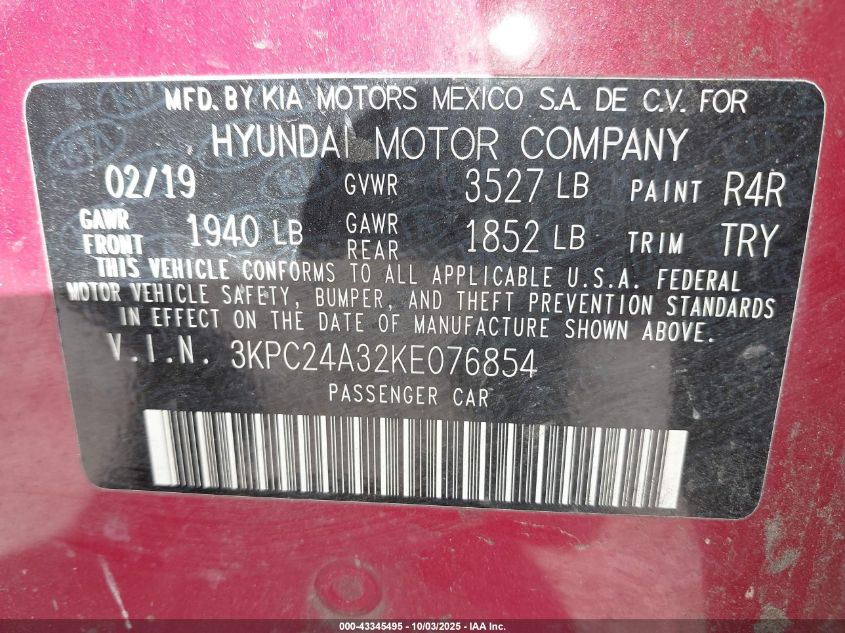 MFD. BY KIA MOTORS MEXICO S.A. DE C.V. FOR
HYUNDAI MOTOR COMPANY
02/19 GVWR 3527 LB PAINT R4R
GAWR FRONT 1940 LB GAWR REAR 1852 LB TRIM TRY
THIS VEHICLE CONFORMS TO ALL APPLICABLE U.S.A. FEDERAL
MOTOR VEHICLE SAFETY, BUMPER, AND THEFT PREVENTION STANDARDS
IN EFFECT ON THE DATE OF MANUFACTURE SHOWN ABOVE.
V.I.N. 3KPC24A32KE076854
PASSENGER CAR
000-43345495 - 10/03/2025 - IAA Inc.